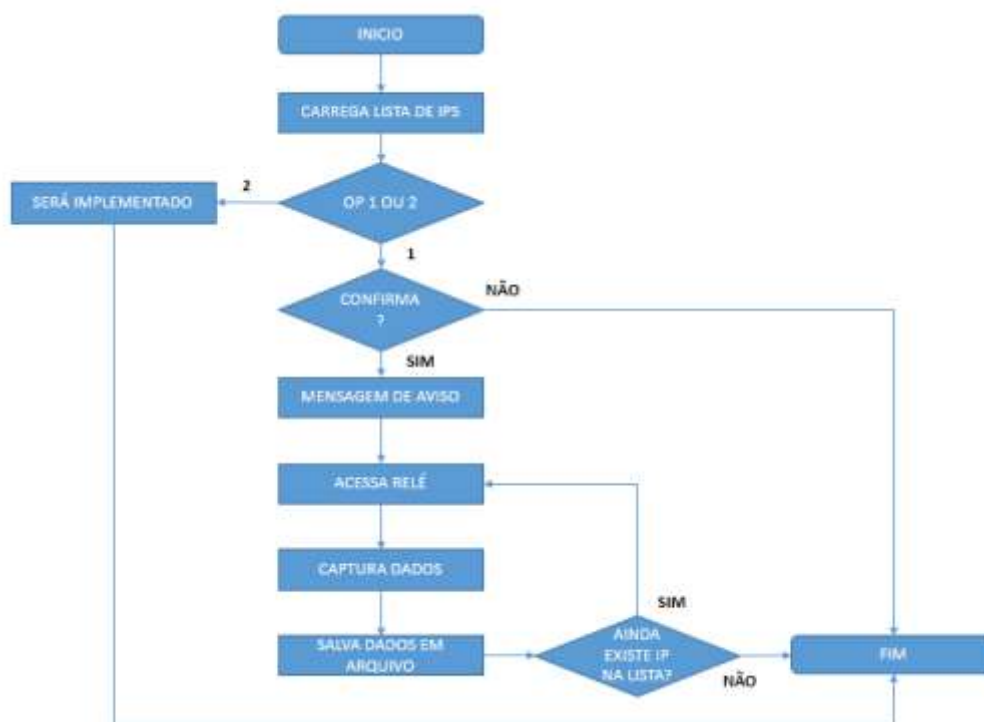 INICIO
CARREGA LISTA DE IPS
2
SERÁ IMPLEMENTADO
OP 1 OU 2
1
CONFIRMA
?
NÃO
SIM
MENSAGEM DE AVISO
ACESSA RELÉ
CAPTURA DADOS
SIM
SALVA DADOS EM
ARQUIVO
AINDA
EXISTE IP
NA LISTA?
NÃO
FIM